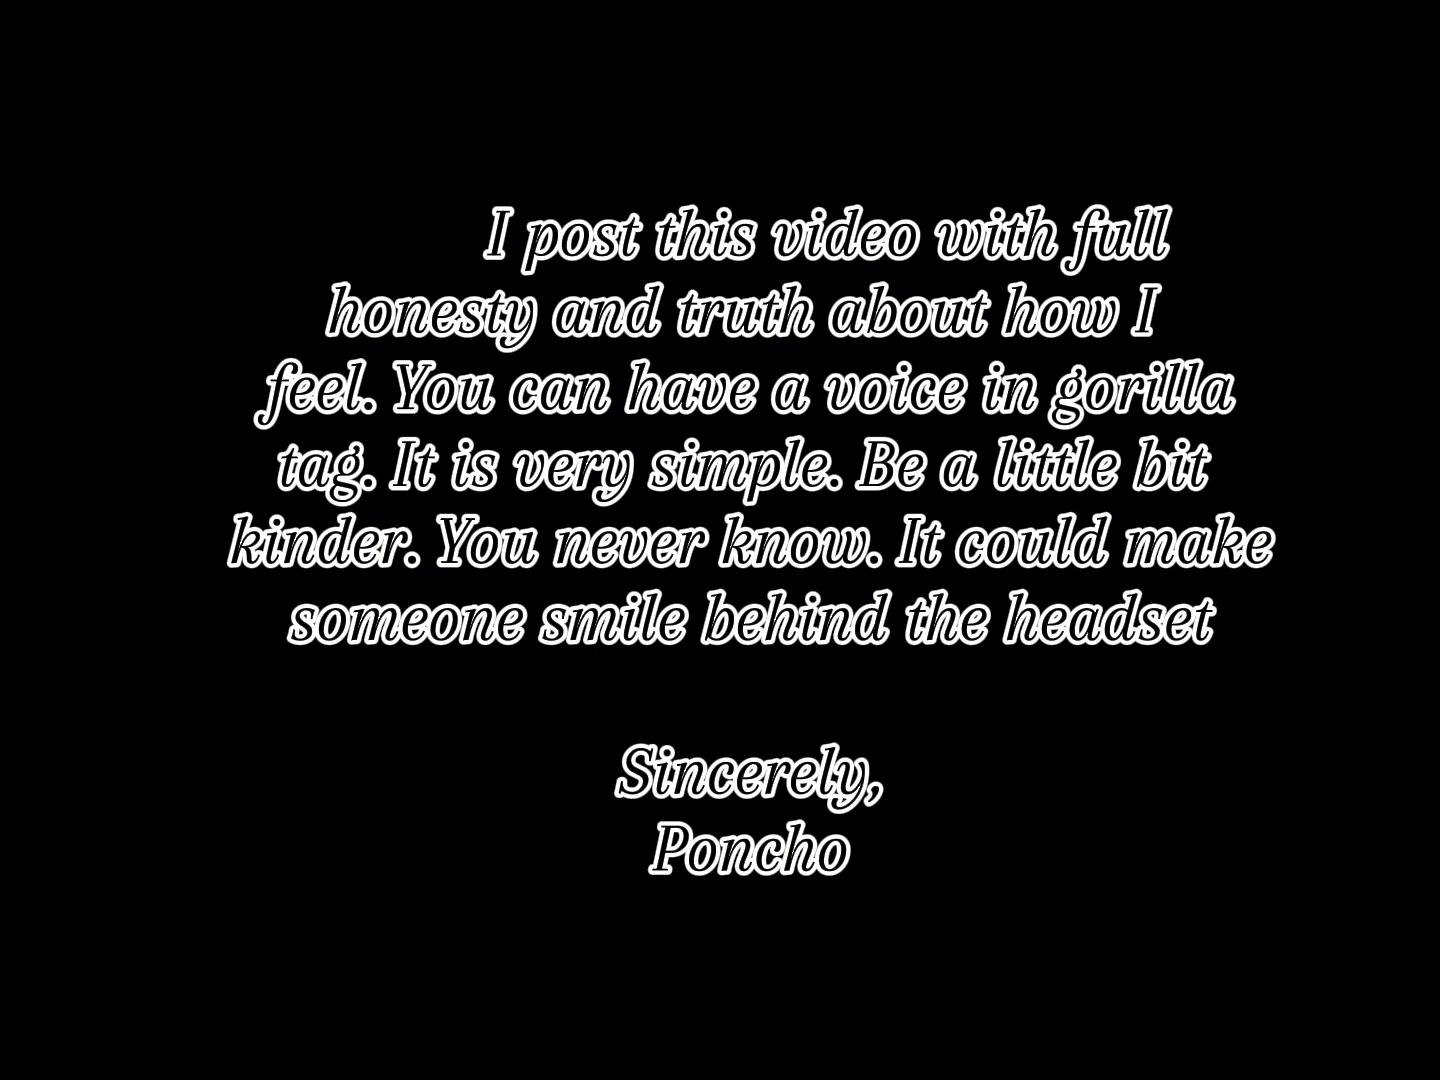 I post this video with full
honesty and truth about how I
feel. You can have a voice in gorilla
tag. It is very simple. Be a little bit
kinder. You never know. It could make
someone smile behind the headset
Sincerely,
Poncho